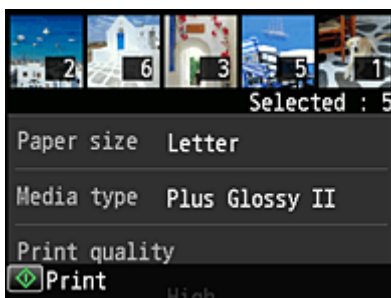 2 6 3 5 1
Selected : 5
Paper size Letter
Media type Plus Glossy II
Print quality
High
Print